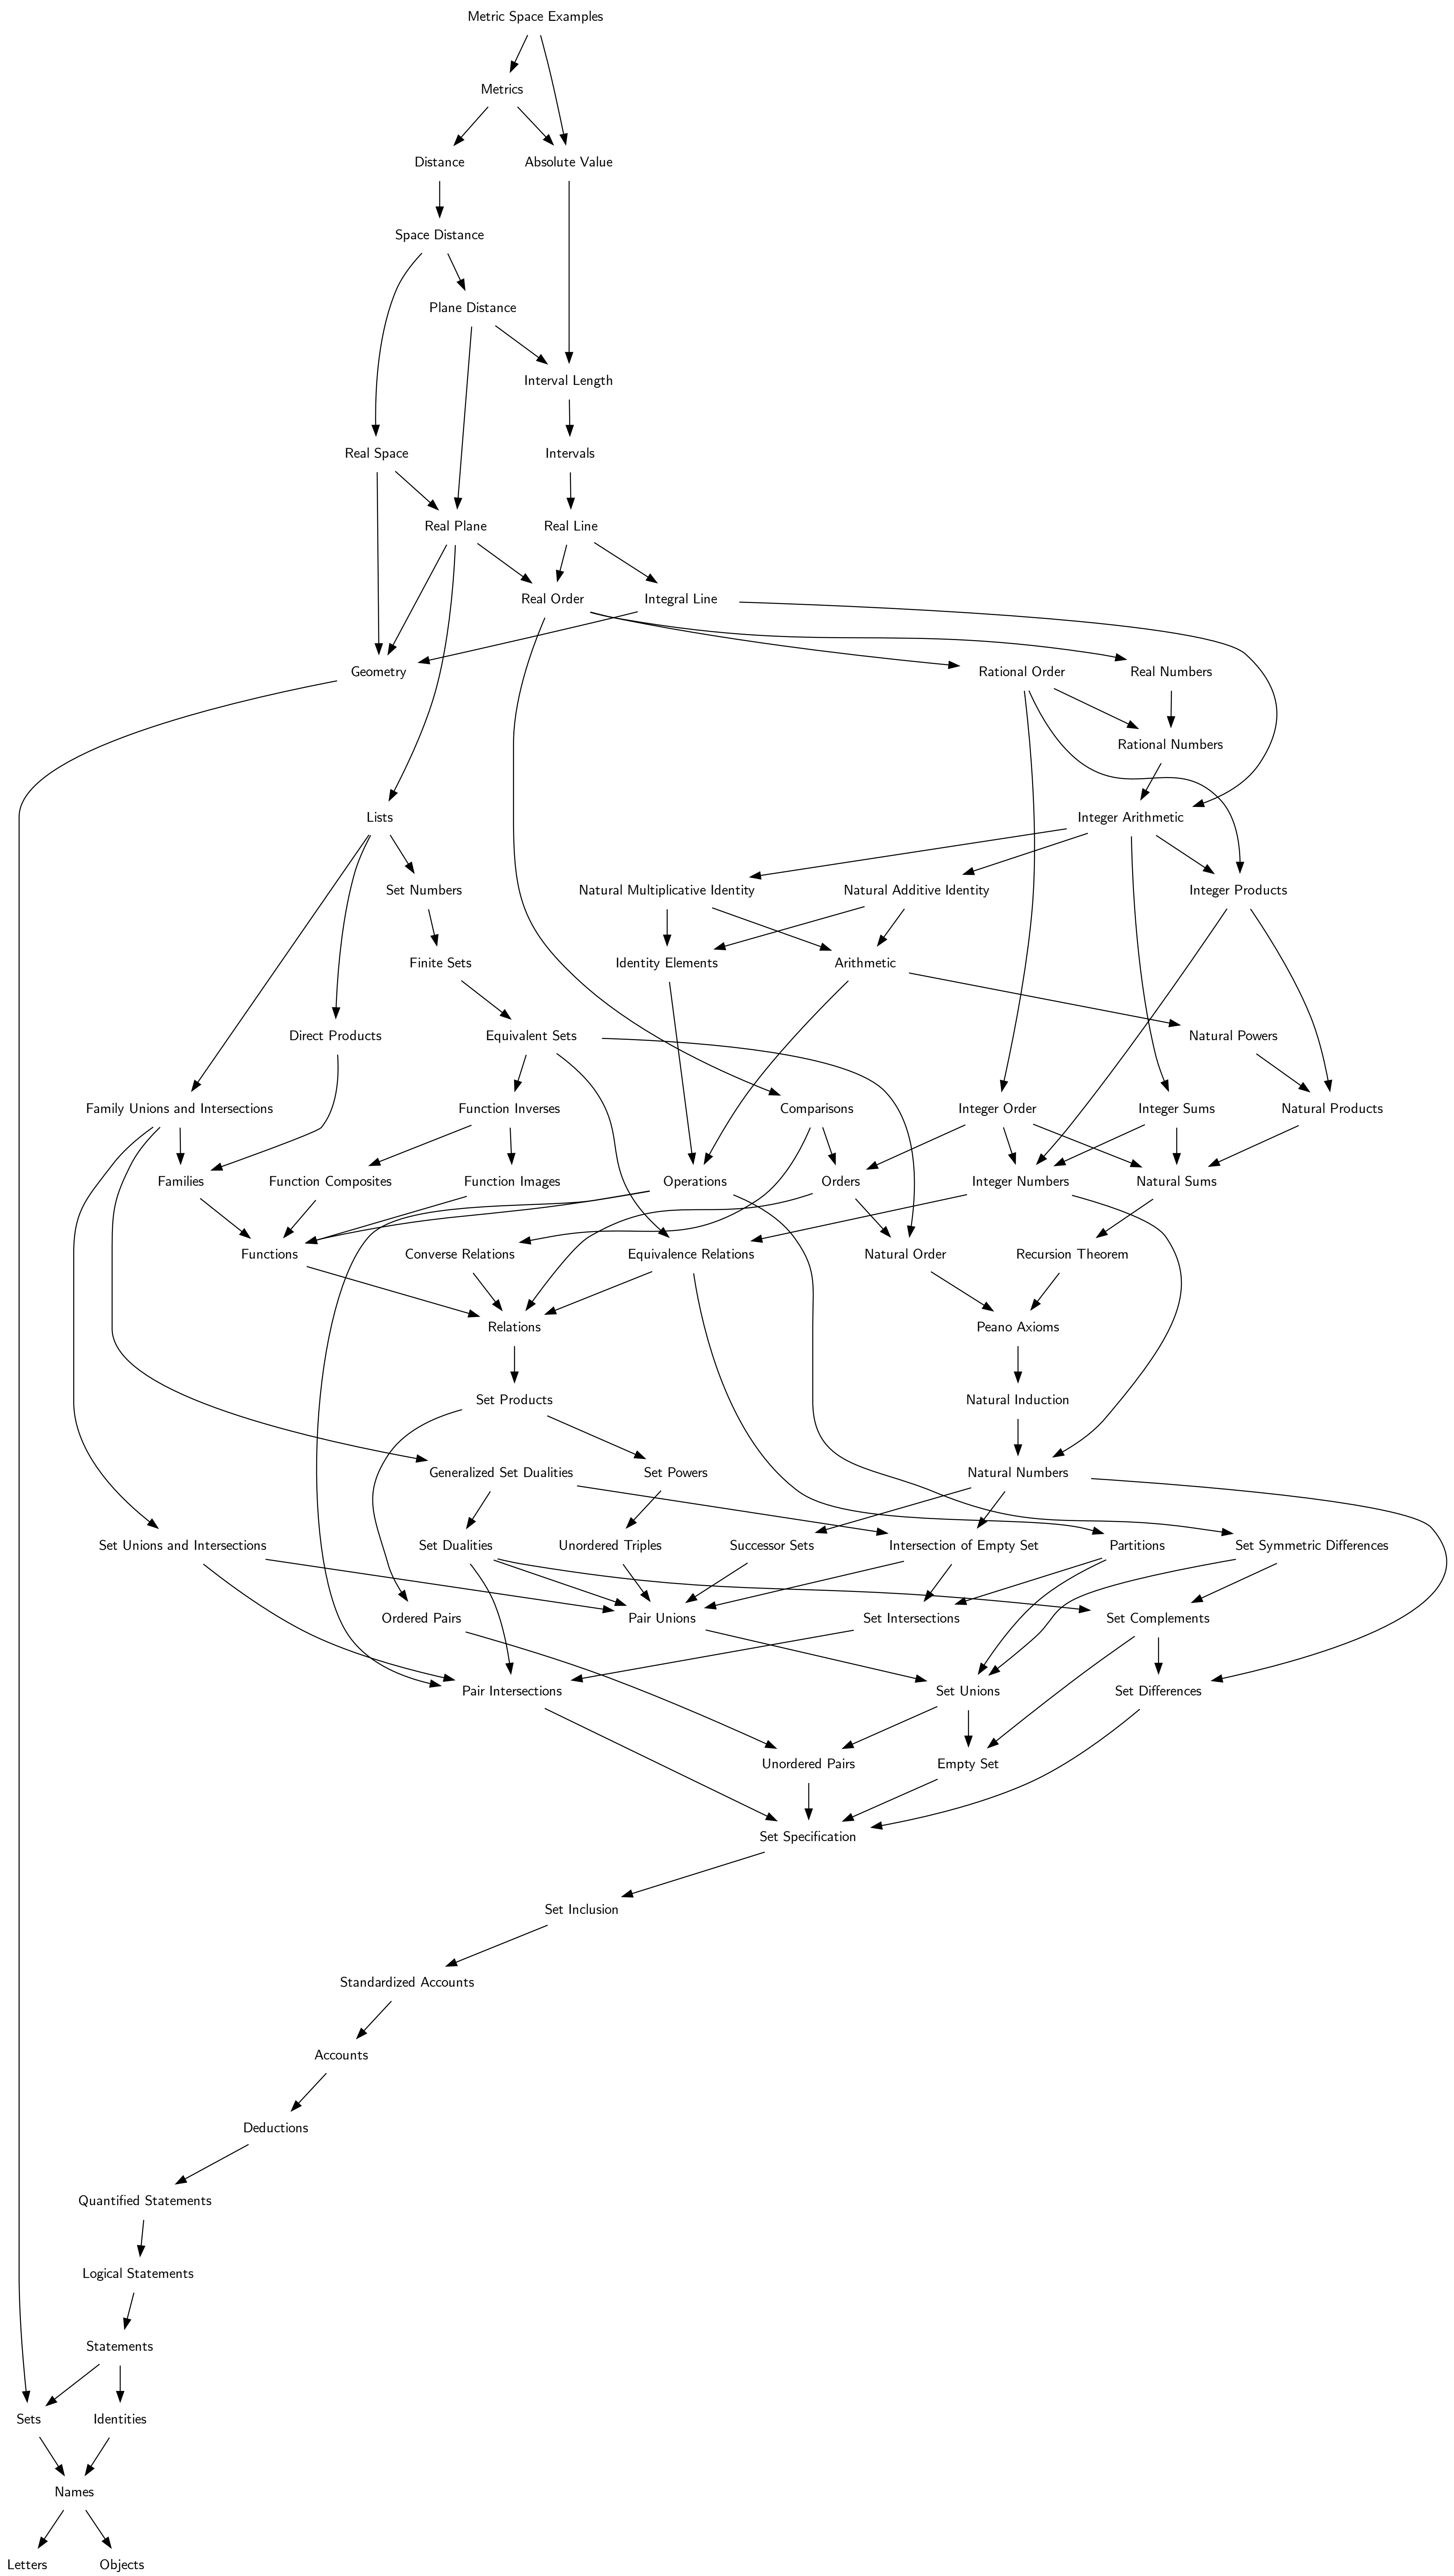 Metric Space Examples
Metrics
Distance
Absolute Value
Space Distance
Plane Distance
Interval Length
Real Space
Intervals
Real Plane
Real Line
Real Order
Integral Line
Geometry
Rational Order
Real Numbers
Rational Numbers
Lists
Integer Arithmetic
Set Numbers
Natural Multiplicative Identity
Natural Additive Identity
Integer Products
Finite Sets
Identity Elements
Arithmetic
Direct Products
Equivalent Sets
Natural Powers
Family Unions and Intersections
Function Inverses
Comparisons
Integer Order
Integer Sums
Natural Products
Families
Function Composites
Function Images
Operations
Orders
Integer Numbers
Natural Sums
Functions
Converse Relations
Equivalence Relations
Natural Order
Recursion Theorem
Relations
Peano Axioms
Set Products
Natural Induction
Generalized Set Dualities
Set Powers
Natural Numbers
Set Unions and Intersections
Set Dualities
Unordered Triples
Successor Sets
Intersection of Empty Set
Partitions
Set Symmetric Differences
Ordered Pairs
Pair Unions
Set Intersections
Set Complements
Pair Intersections
Set Unions
Set Differences
Unordered Pairs
Empty Set
Set Specification
Set Inclusion
Standardized Accounts
Accounts
Deductions
Quantified Statements
Logical Statements
Statements
Sets
Identities
Names
Letters
Objects